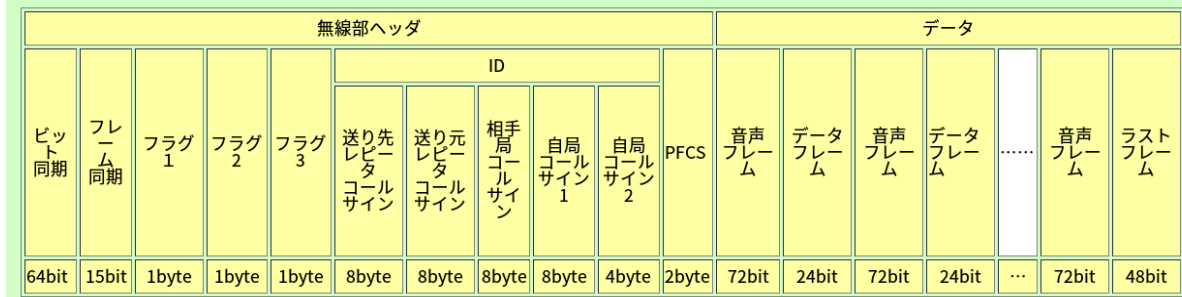 無線部ヘッダ
データ
ビッ
ト
同期
フレ
ー
ム
同期
フラグ
1
フラグ
2
フラグ
3
ID
送り先
レピー
タ
コール
サイン
送り元
レピー
タ
コール
サイン
相手
局
コー
ル
サイ
ン
自局
コール
サイン
1
自局
コール
サイン
2
PFCS
音声
フレー
ム
データ
フレー
ム
音声
フレー
ム
データ
フレー
ム
……
音声
フレー
ム
ラスト
フレー
ム
64bit
15bit
1byte
1byte
1byte
8byte
8byte
8byte
8byte
4byte
2byte
72bit
24bit
72bit
24bit
…
72bit
48bit